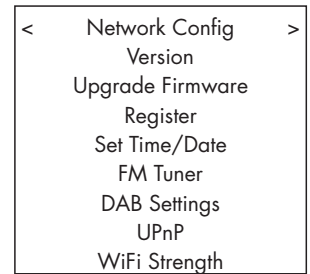 < Network Config >
Version
Upgrade Firmware
Register
Set Time/Date
FM Tuner
DAB Settings
UPnP
WiFi Strength